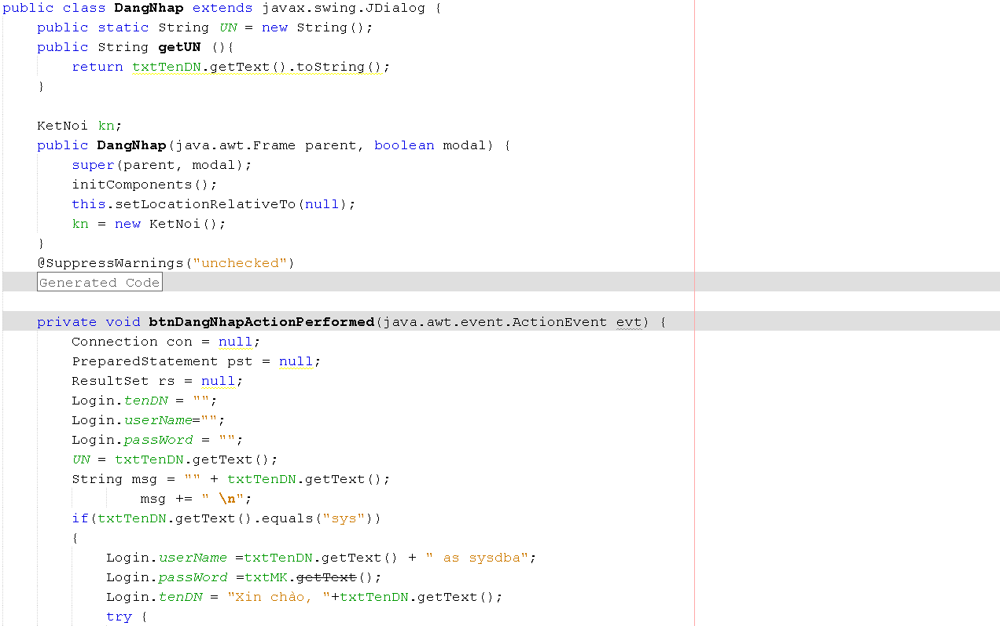 public class DangNhap extends javax.swing.JDialog {
public static String UN = new String();
public String getUN (){
return txtTenDN.getText().toString();
}
KetNoi kn;
public DangNhap(java.awt.Frame parent, boolean modal) {
super(parent, modal);
initComponents();
this.setLocationRelativeTo(null);
kn = new KetNoi();
}
@SuppressWarnings("unchecked")
Generated Code
private void btnDangNhapActionPerformed(java.awt.event.ActionEvent evt) {
Connection con = null;
PreparedStatement pst = null;
ResultSet rs = null;
Login.tenDN = "";
Login.userName="";
Login.passWord = "";
UN = txtTenDN.getText();
String msg = "" + txtTenDN.getText();
msg += " \n";
if(txtTenDN.getText().equals("sys"))
{
Login.userName =txtTenDN.getText() + " as sysdba";
Login.passWord =txtMK.getText();
Login.tenDN = "Xin chào, "+txtTenDN.getText();
try {